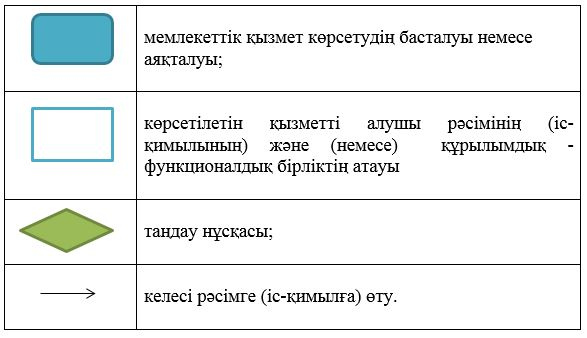 мемлекеттік қызмет көрсетудің басталуы немесе
аяқталуы;
көрсетілетін қызметті алушы рәсімінің (іс-
қимылының) және (немесе) құрылымдық -
функционалдық бірліктің атауы
таңдау нұсқасы;
келесі рәсімге (іс-қимылға) өту.